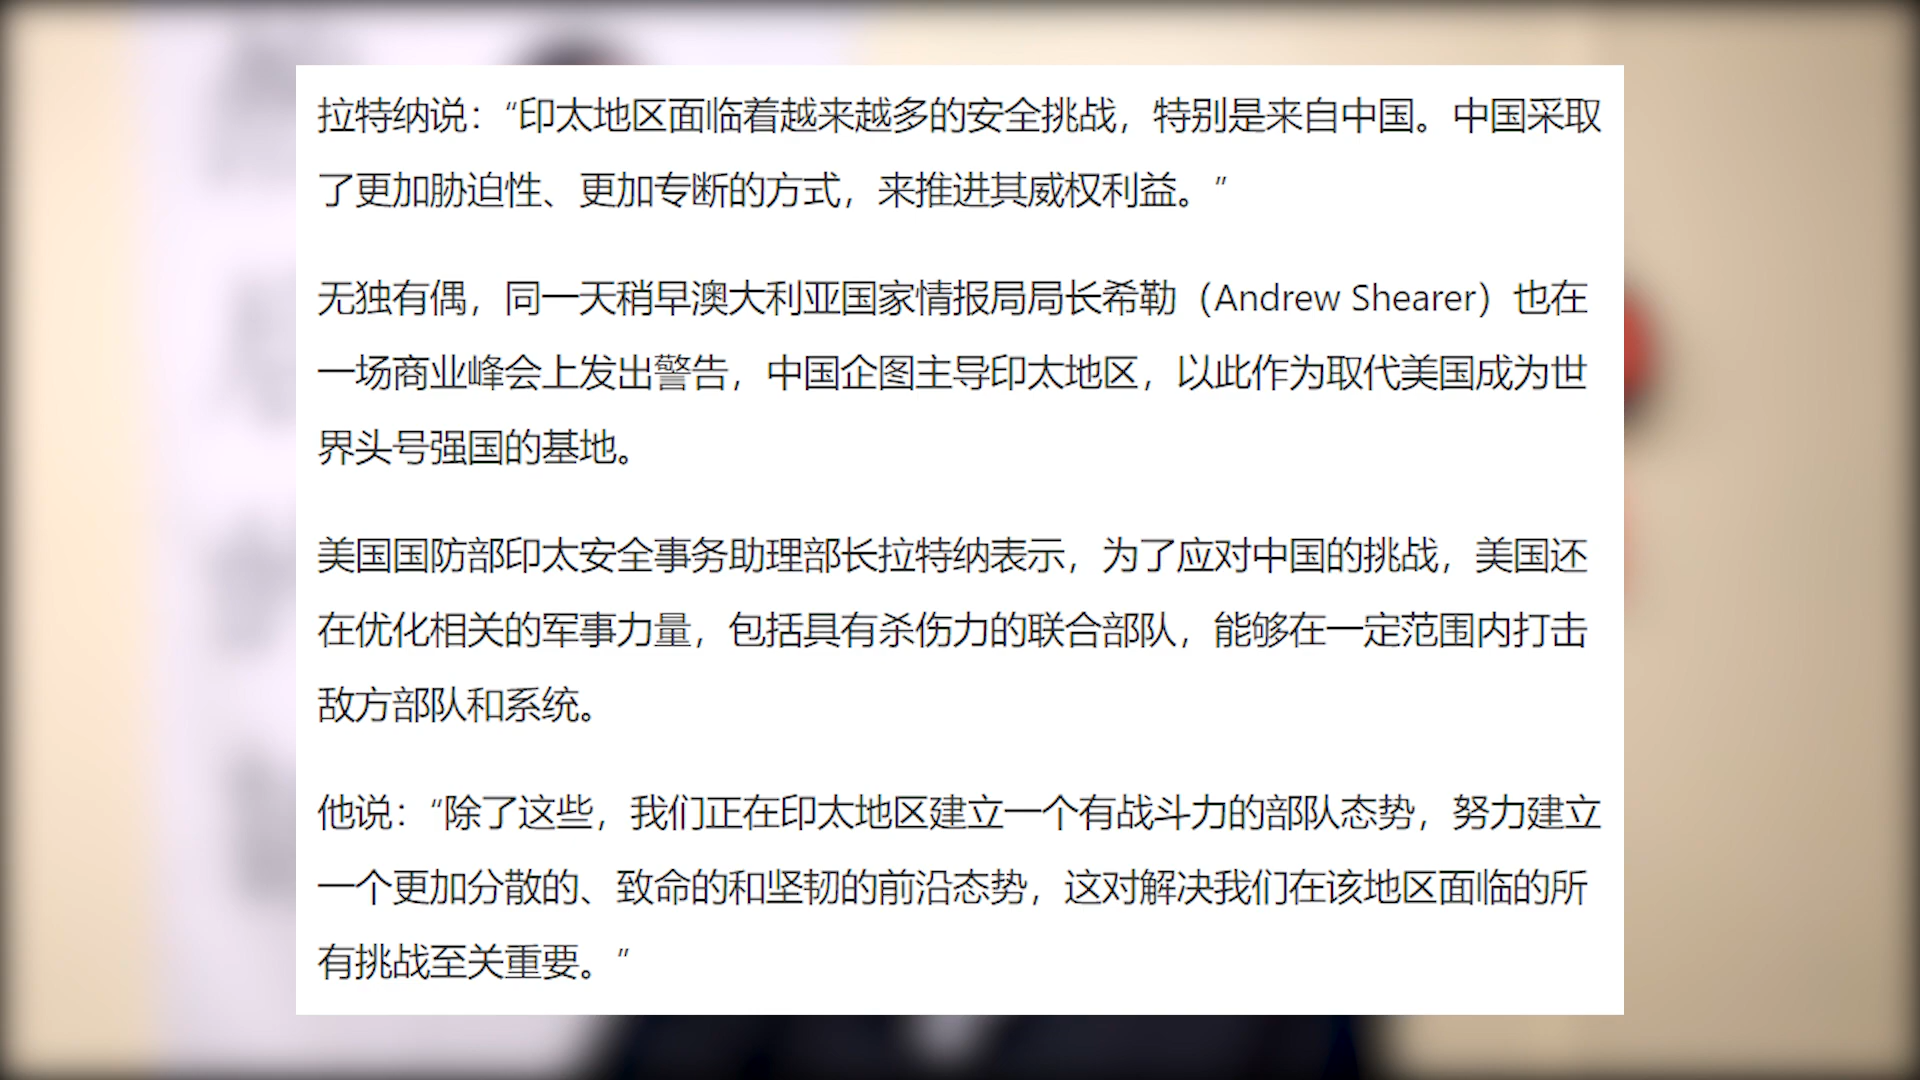 拉特纳说：“印太地区面临着越来越多的安全挑战，特别是来自中国。中国采取
了更加胁迫性、更加专断的方式，来推进其威权利益。”
无独有偶，同一天稍早澳大利亚国家情报局局长希勒（Andrew Shearer）也在
一场商业峰会上发出警告，中国企图主导印太地区，以此作为取代美国成为世
界头号强国的基地。
美国国防部印太安全事务助理部长拉特纳表示，为了应对中国的挑战，美国还
在优化相关的军事力量，包括具有杀伤力的联合部队，能够在一定范围内打击
敌方部队和系统。
他说：“除了这些，我们正在印太地区建立一个有战斗力的部队态势，努力建立
一个更加分散的、致命的和坚韧的前沿态势，这对解决我们在该地区面临的所
有挑战至关重要。”